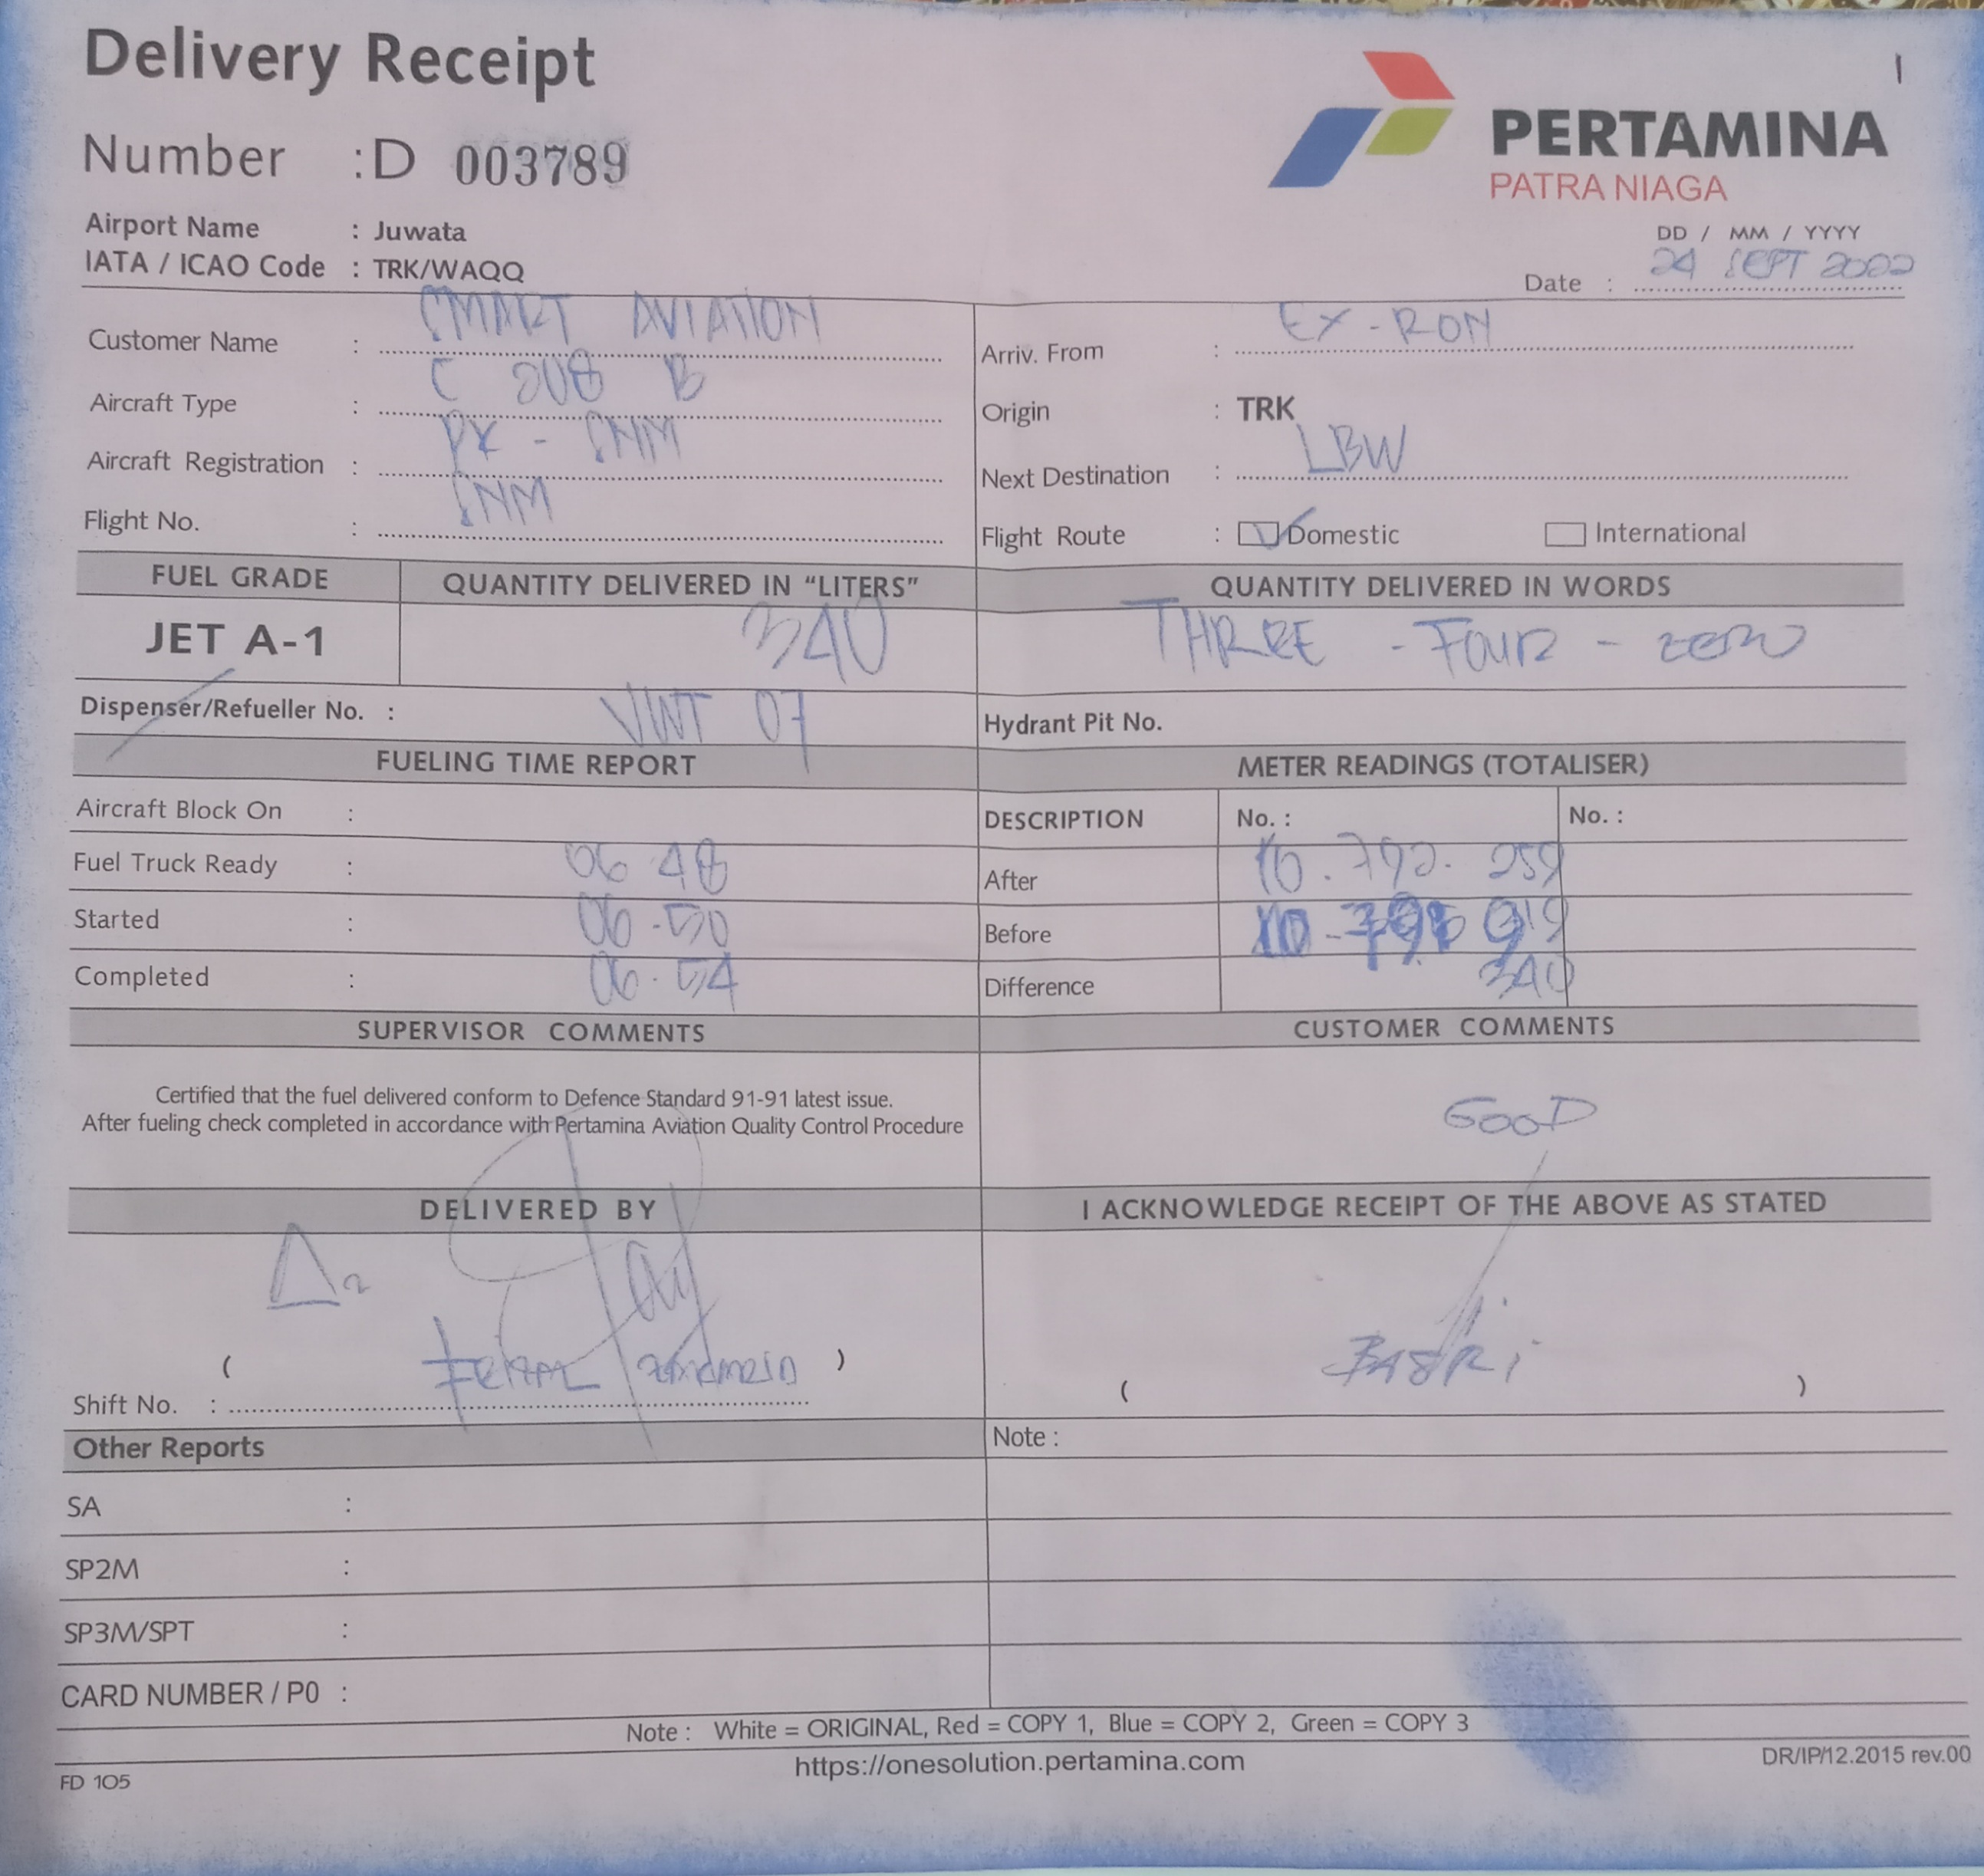 Delivery Receipt
Number : D 003789
PERTAMINA
PATRA NIAGA
Airport Name : Juwata
IATA / ICAO Code : TRK/WAQQ
DD / MM / YYYY
Date : 24 SEPT 2022
Customer Name : SMART AVIATION
Aircraft Type : C 208 B
Aircraft Registration : PK - SNM
Flight No. : SNM
Arriv. From : EX - RON
Origin : TRK
Next Destination : LBW
Flight Route : Domestic International
FUEL GRADE QUANTITY DELIVERED IN “LITERS” QUANTITY DELIVERED IN WORDS
JET A-1 340 THREE - FOUR - ZERO
Dispenser/Refueller No. : Hydrant Pit No.
FUELING TIME REPORT METER READINGS (TOTALISER)
Aircraft Block On : DESCRIPTION No. : No. :
Fuel Truck Ready : 06 48 After 10.792.259
Started : 06 - 50 Before 919
Completed : 06 . 54 Difference 340
SUPERVISOR COMMENTS CUSTOMER COMMENTS
Certified that the fuel delivered conform to Defence Standard 91-91 latest issue.
After fueling check completed in accordance with Pertamina Aviation Quality Control Procedure
GOOD
DELIVERED BY I ACKNOWLEDGE RECEIPT OF THE ABOVE AS STATED
( )
Shift No. :
( BASRI )
Other Reports Note :
SA :
SP2M :
SP3M/SPT :
CARD NUMBER / P0 :
Note : White = ORIGINAL, Red = COPY 1, Blue = COPY 2, Green = COPY 3
https://onesolution.pertamina.com
FD 105 DR/IP/12.2015 rev.00